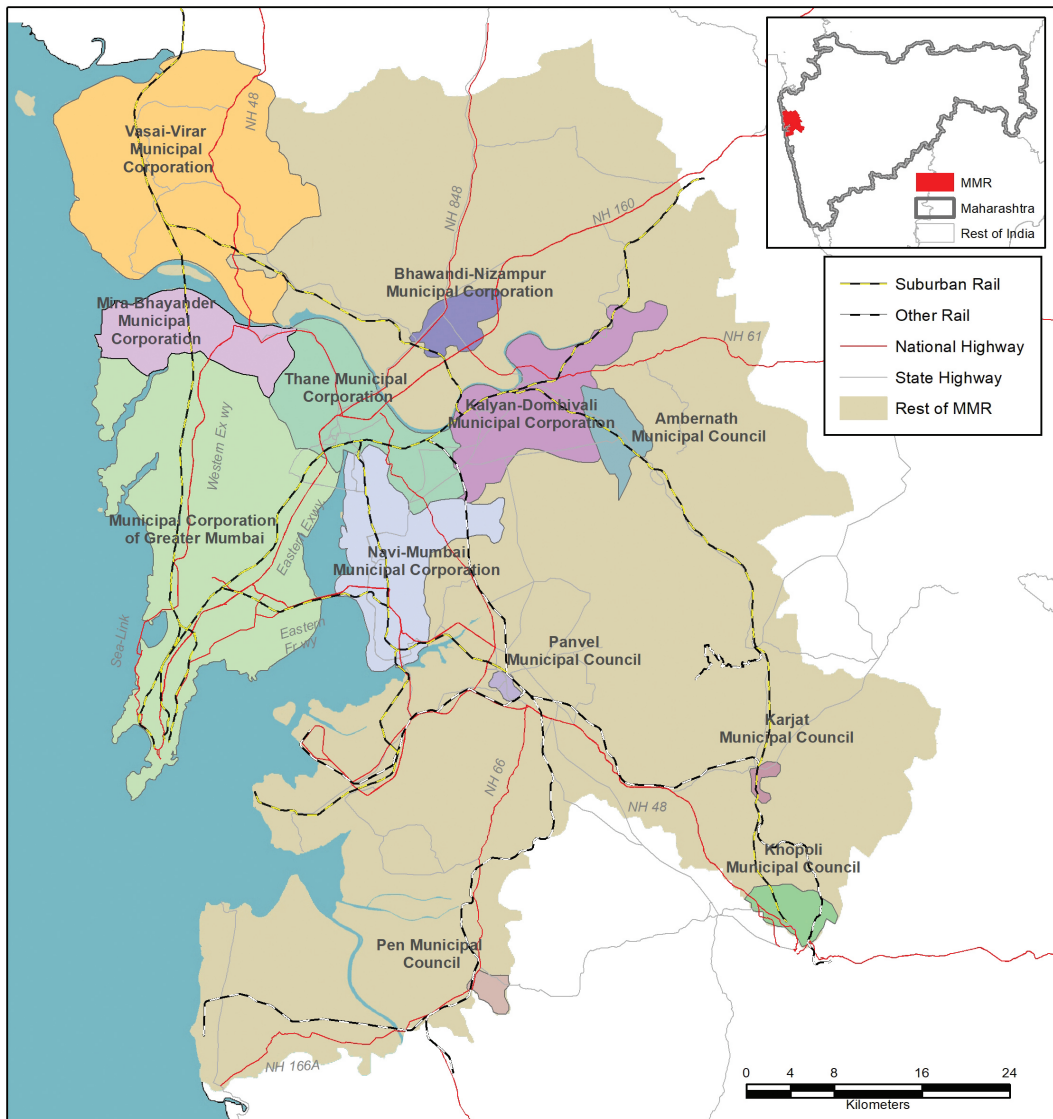 MMR
Maharashtra
Rest of India
Suburban Rail
Other Rail
National Highway
State Highway
Rest of MMR
NH 48
Vasai-Virar
Municipal
Corporation
NH 848
NH 160
Bhawandi-Nizampur
Municipal Corporation
Mira-Bhayander
Municipal
Corporation
NH 61
Thane Municipal
Corporation
Kalyan-Dombivali
Municipal Corporation
Ambernath
Municipal Council
Western Ex wy
Municipal Corporation
of Greater Mumbai
Eastern Exwy
Navi-Mumbai
Municipal Corporation
Sea-Link
Eastern
Fr wy
Panvel
Municipal Council
Karjat
Municipal Council
NH 66
NH 48
Khopoli
Municipal Council
Pen Municipal
Council
NH 166A
0 4 8 16 24
Kilometers